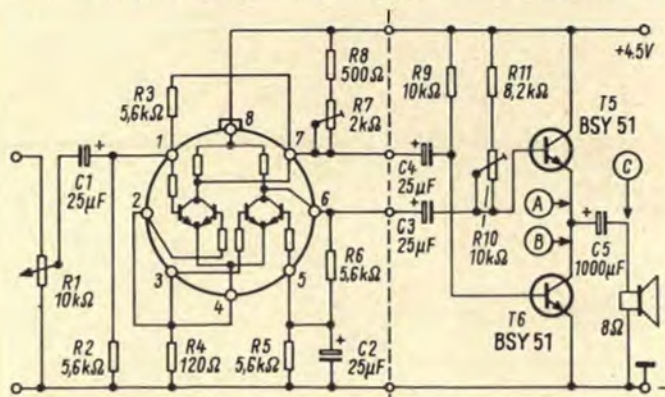 R8
500Ω
R7
2kΩ
R9
10kΩ
R11
8,2kΩ
+4,5V
T5
BSY 51
R3
5,6kΩ
8
1
7
+
C1
25µF
+
C4
25µF
2
6
+
C3
25µF
R10
10kΩ
A
B
+
C
C5
1000µF
R1
10kΩ
3
4
5
R6
5,6kΩ
T6
BSY 51
8Ω
R2
5,6kΩ
R4
120Ω
R5
5,6kΩ
+
C2
25µF
-